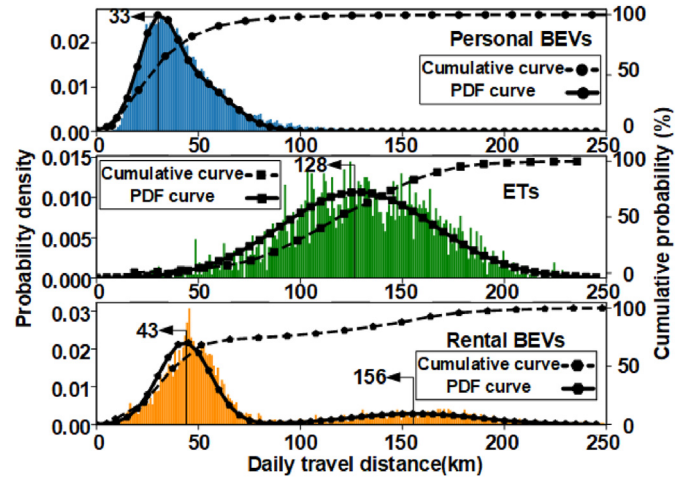 33
100
0.02
Personal BEVs
Cumulative curve
PDF curve
50
0.01
0.00
0
0 50 100 150 200 250
0.015
Cumulative curve
PDF curve
128
100
0.010
ETs
50
0.005
0.000
0
0 50 100 150 200 250
0.03
43
Rental BEVs
100
0.02
Cumulative curve
PDF curve
50
156
0.01
0.00
0
0 50 100 150 200 250
Daily travel distance(km)
Probability density
Cumulative probability (%)